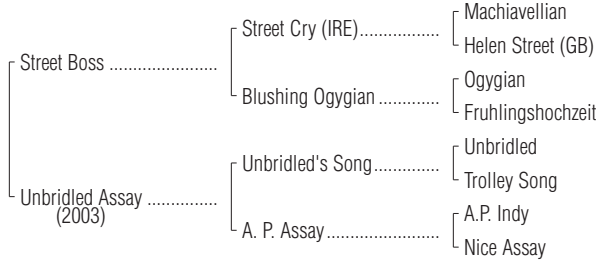 Machiavellian
Street Cry (IRE)..................
Helen Street (GB)
Street Boss ........................
Ogygian
Blushing Ogygian .............
Fruhlingshochzeit
Unbridled
Unbridled's Song..............
Trolley Song
Unbridled Assay ...............
(2003)
A.P. Indy
A. P. Assay.........................
Nice Assay